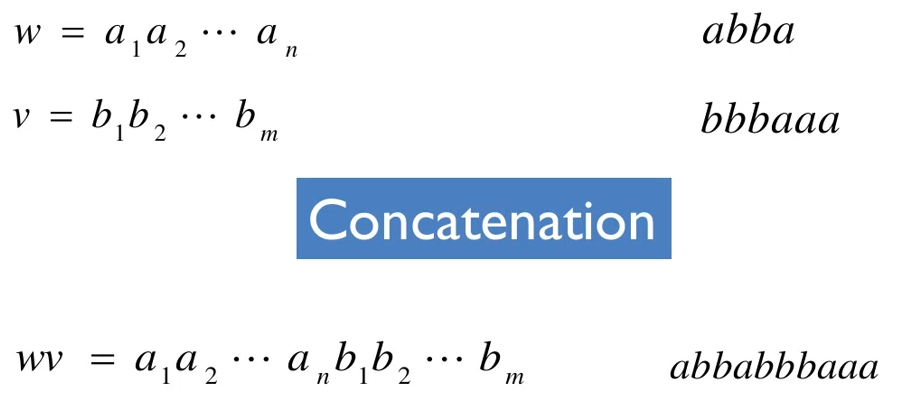 w = a₁a₂ ⋯ aₙ abba
v = b₁b₂ ⋯ bₘ bbbaaa
Concatenation
wv = a₁a₂ ⋯ aₙb₁b₂ ⋯ bₘ abbabbbaaa